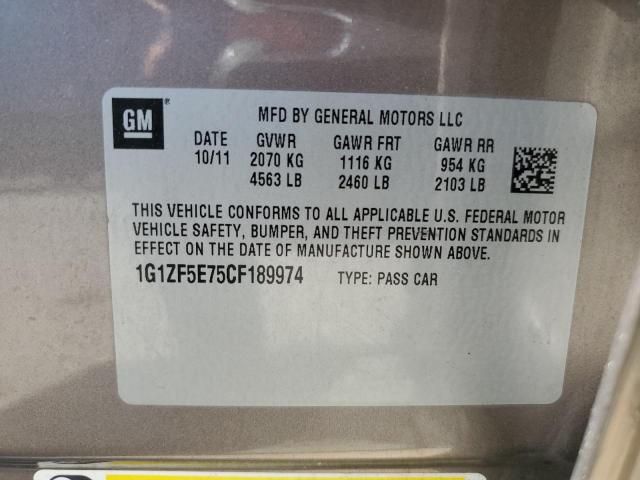 GM
MFD BY GENERAL MOTORS LLC
DATE GVWR GAWR FRT GAWR RR
10/11 2070 KG 1116 KG 954 KG
4563 LB 2460 LB 2103 LB
THIS VEHICLE CONFORMS TO ALL APPLICABLE U.S. FEDERAL MOTOR
VEHICLE SAFETY, BUMPER, AND THEFT PREVENTION STANDARDS IN
EFFECT ON THE DATE OF MANUFACTURE SHOWN ABOVE.
1G1ZF5E75CF189974 TYPE: PASS CAR